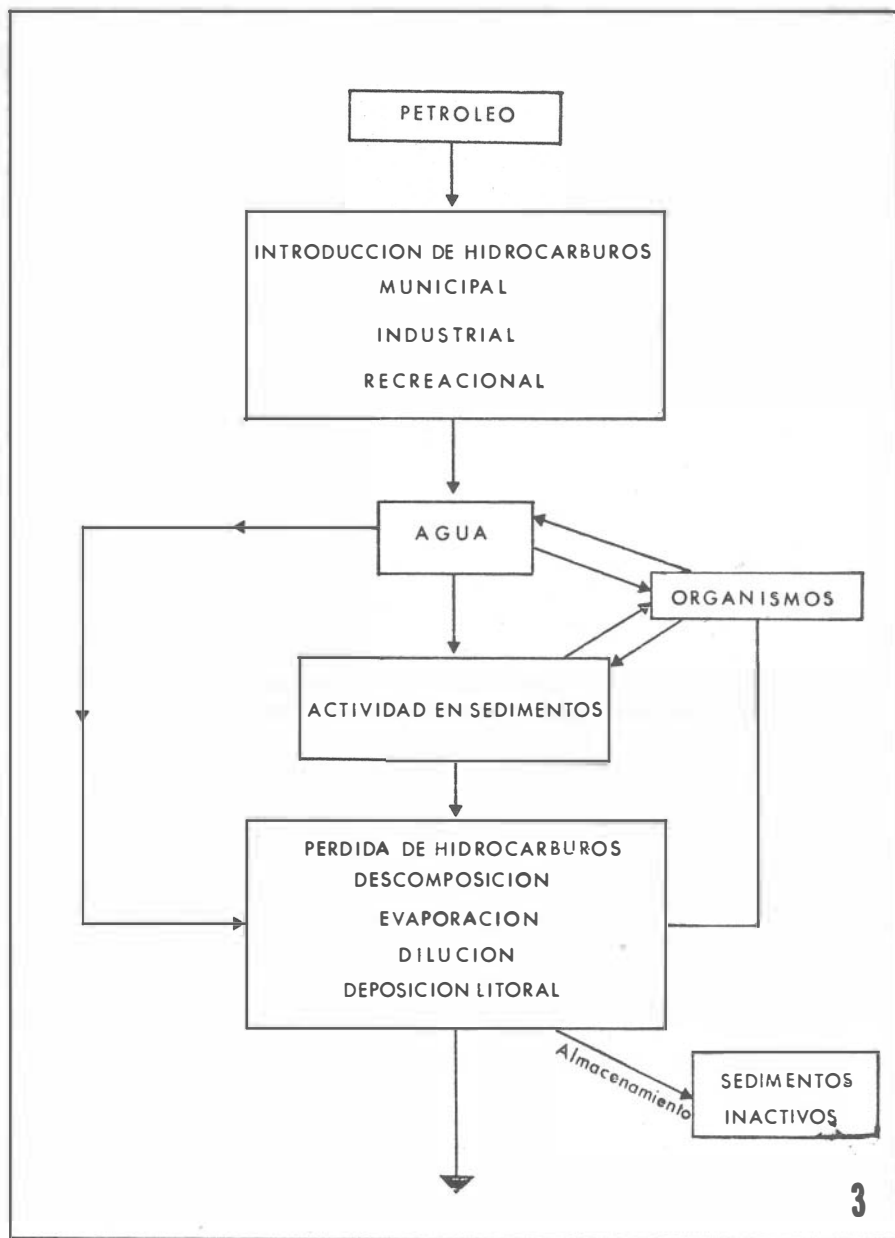 PETROLEO
INTRODUCCION DE HIDROCARBUROS
MUNICIPAL
INDUSTRIAL
RECREACIONAL
AGUA
ORGANISMOS
ACTIVIDAD EN SEDIMENTOS
PERDIDA DE HIDROCARBUROS
DESCOMPOSICION
EVAPORACION
DILUCION
DEPOSICION LITORAL
Almacenamiento
SEDIMENTOS
INACTIVOS
3